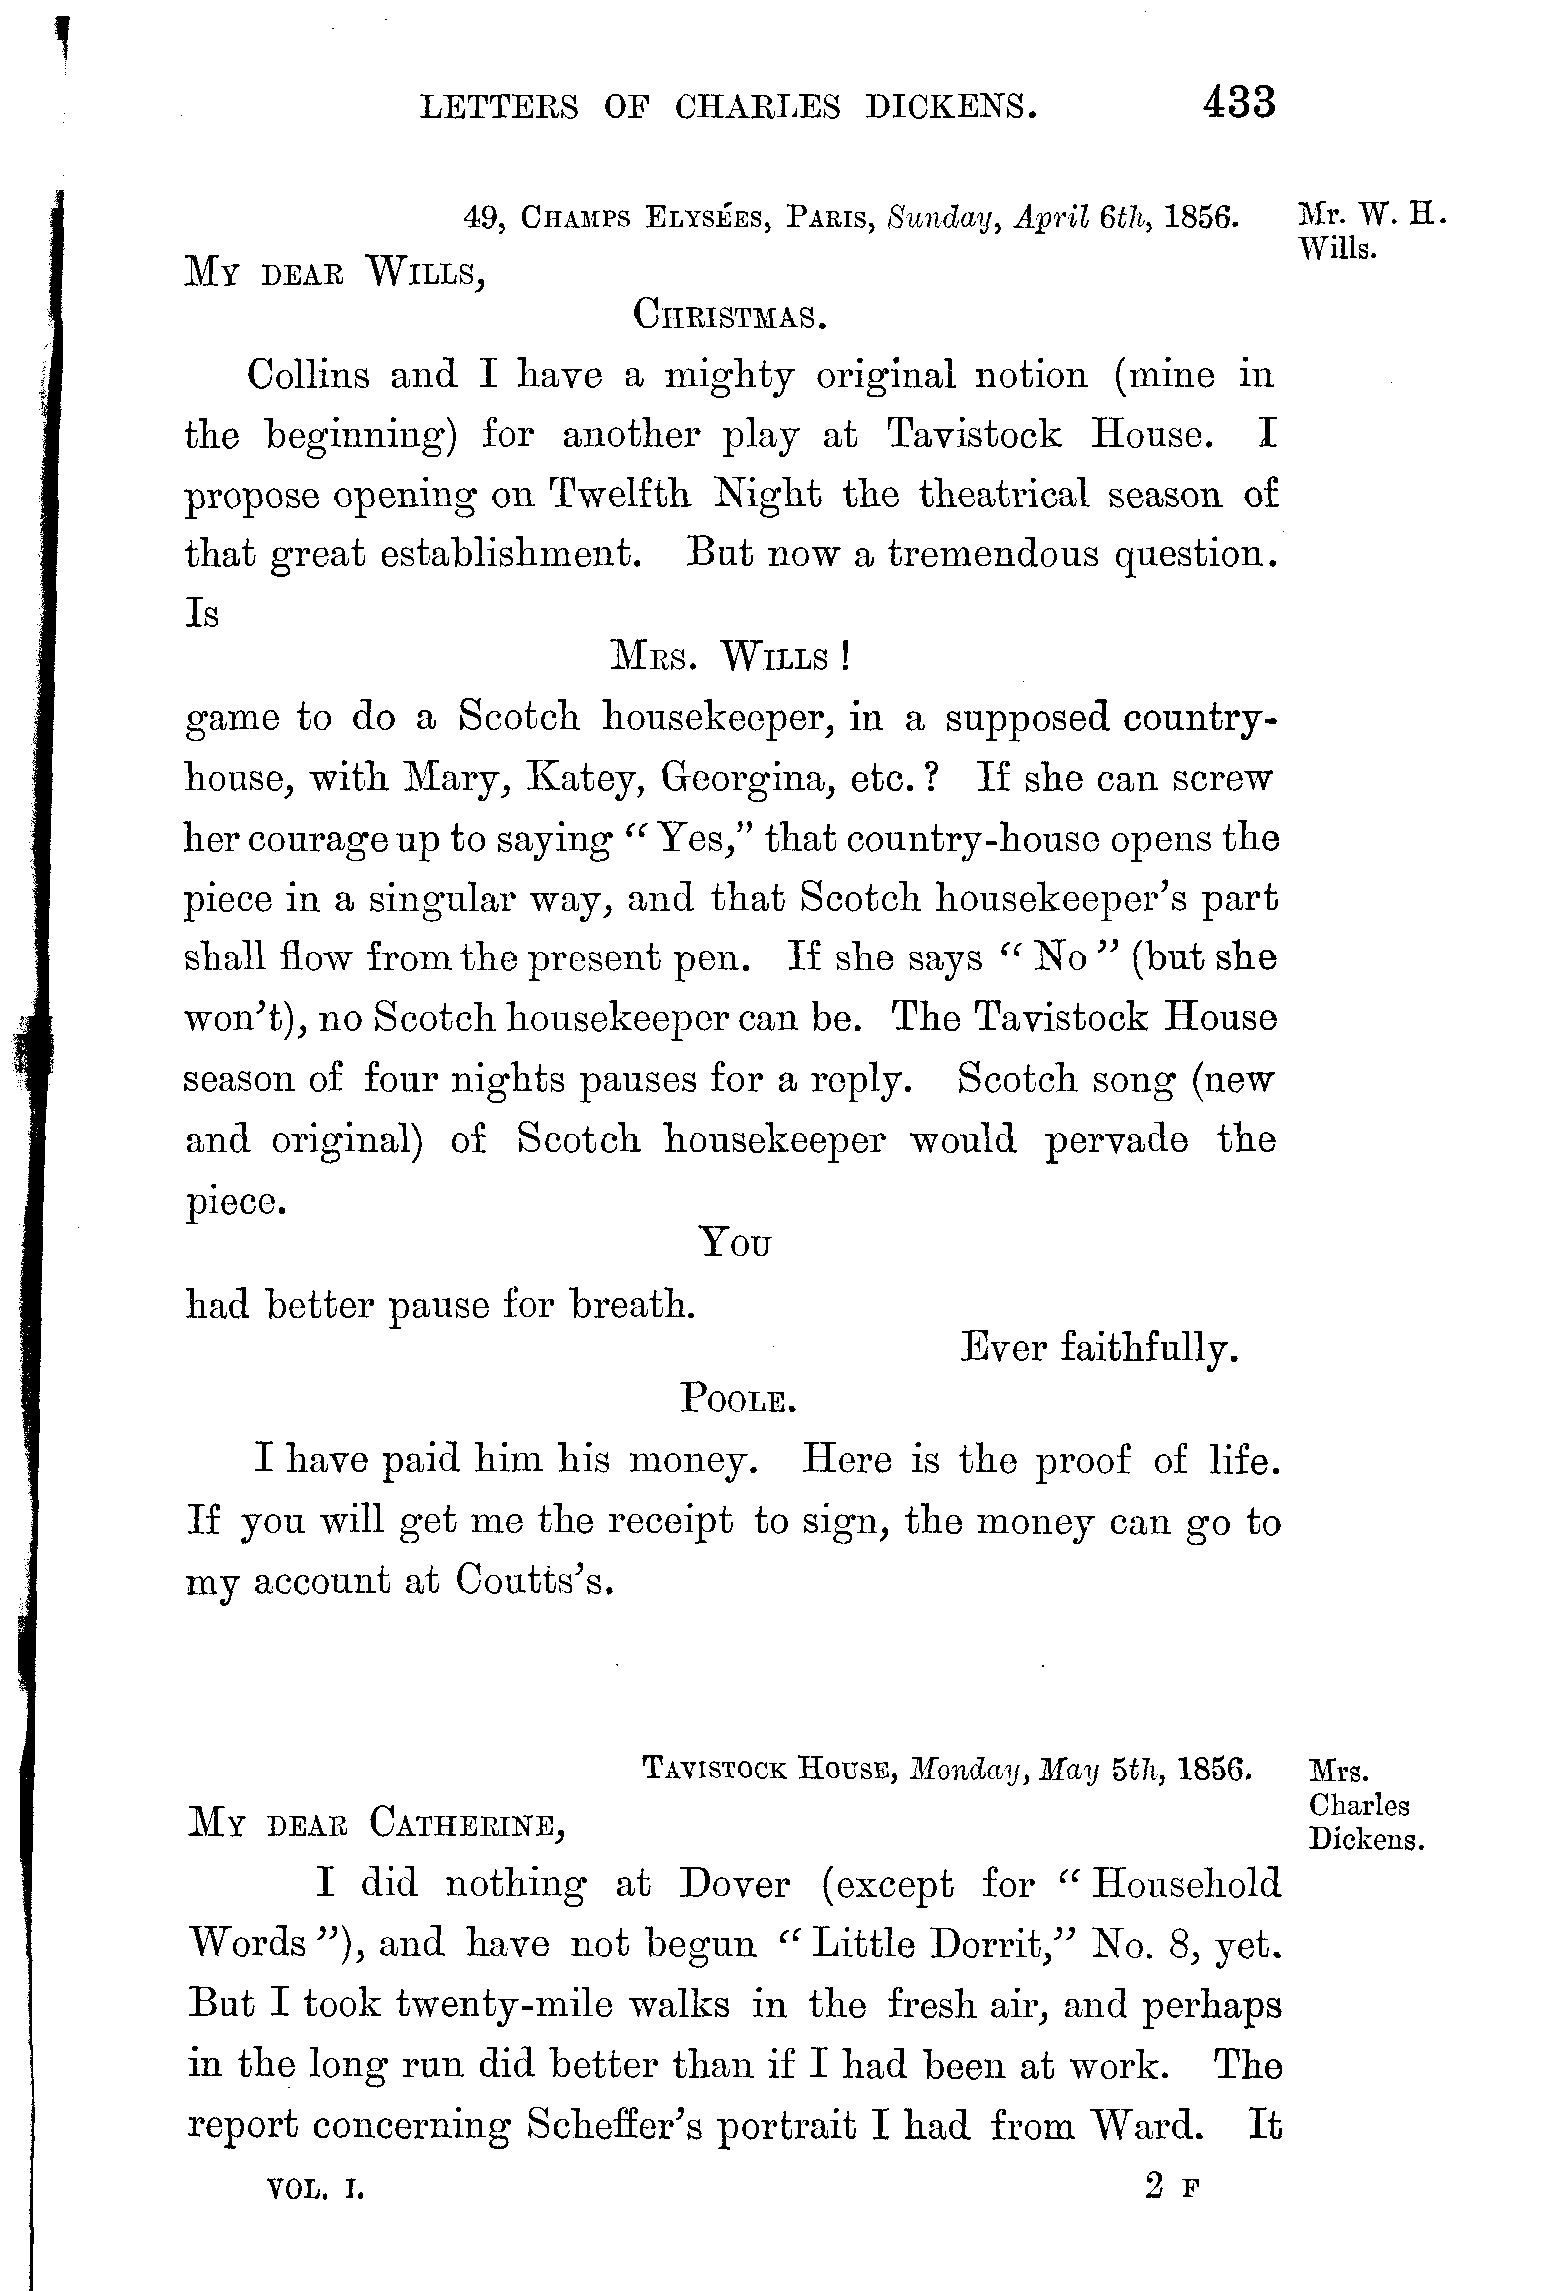 LETTERS OF CHARLES DICKENS. 433
49, Champs Elysées, Paris, Sunday, April 6th, 1856.
Mr. W. H.
Wills.
My dear Wills,
Christmas.
Collins and I have a mighty original notion (mine in
the beginning) for another play at Tavistock House. I
propose opening on Twelfth Night the theatrical season of
that great establishment. But now a tremendous question.
Is
Mrs. Wills!
game to do a Scotch housekeeper, in a supposed country-
house, with Mary, Katey, Georgina, etc.? If she can screw
her courage up to saying “Yes,” that country-house opens the
piece in a singular way, and that Scotch housekeeper’s part
shall flow from the present pen. If she says “No” (but she
won’t), no Scotch housekeeper can be. The Tavistock House
season of four nights pauses for a reply. Scotch song (new
and original) of Scotch housekeeper would pervade the
piece.
You
had better pause for breath.
Ever faithfully.
Poole.
I have paid him his money. Here is the proof of life.
If you will get me the receipt to sign, the money can go to
my account at Coutts’s.
Tavistock House, Monday, May 5th, 1856.
Mrs.
Charles
Dickens.
My dear Catherine,
I did nothing at Dover (except for “Household
Words”), and have not begun “Little Dorrit,” No. 8, yet.
But I took twenty-mile walks in the fresh air, and perhaps
in the long run did better than if I had been at work. The
report concerning Scheffer’s portrait I had from Ward. It
VOL. I. 2 F